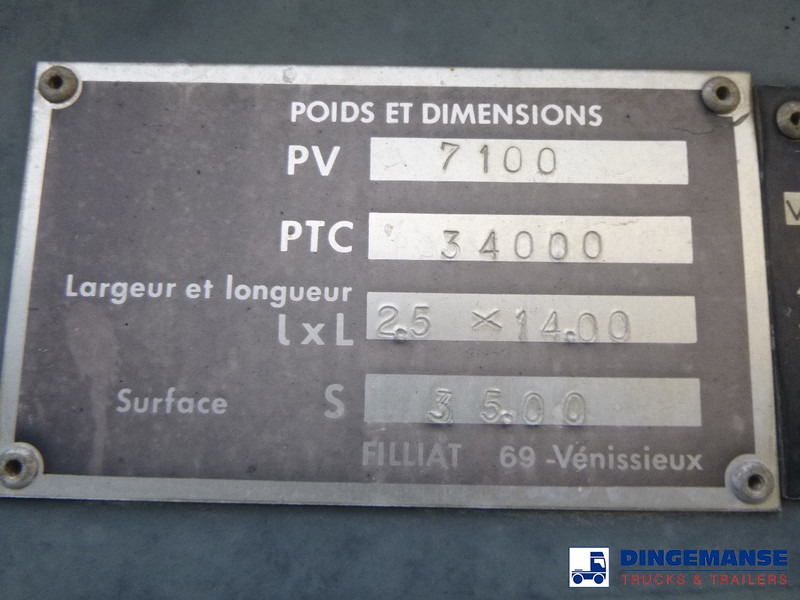 POIDS ET DIMENSIONS
PV 7100
PTC 34000
Largeur et longueur
l x L 2.5 × 14.00
Surface S 35.00
FILLIAT 69 - Vénissieux
V
DINGEMANSE
TRUCKS & TRAILERS